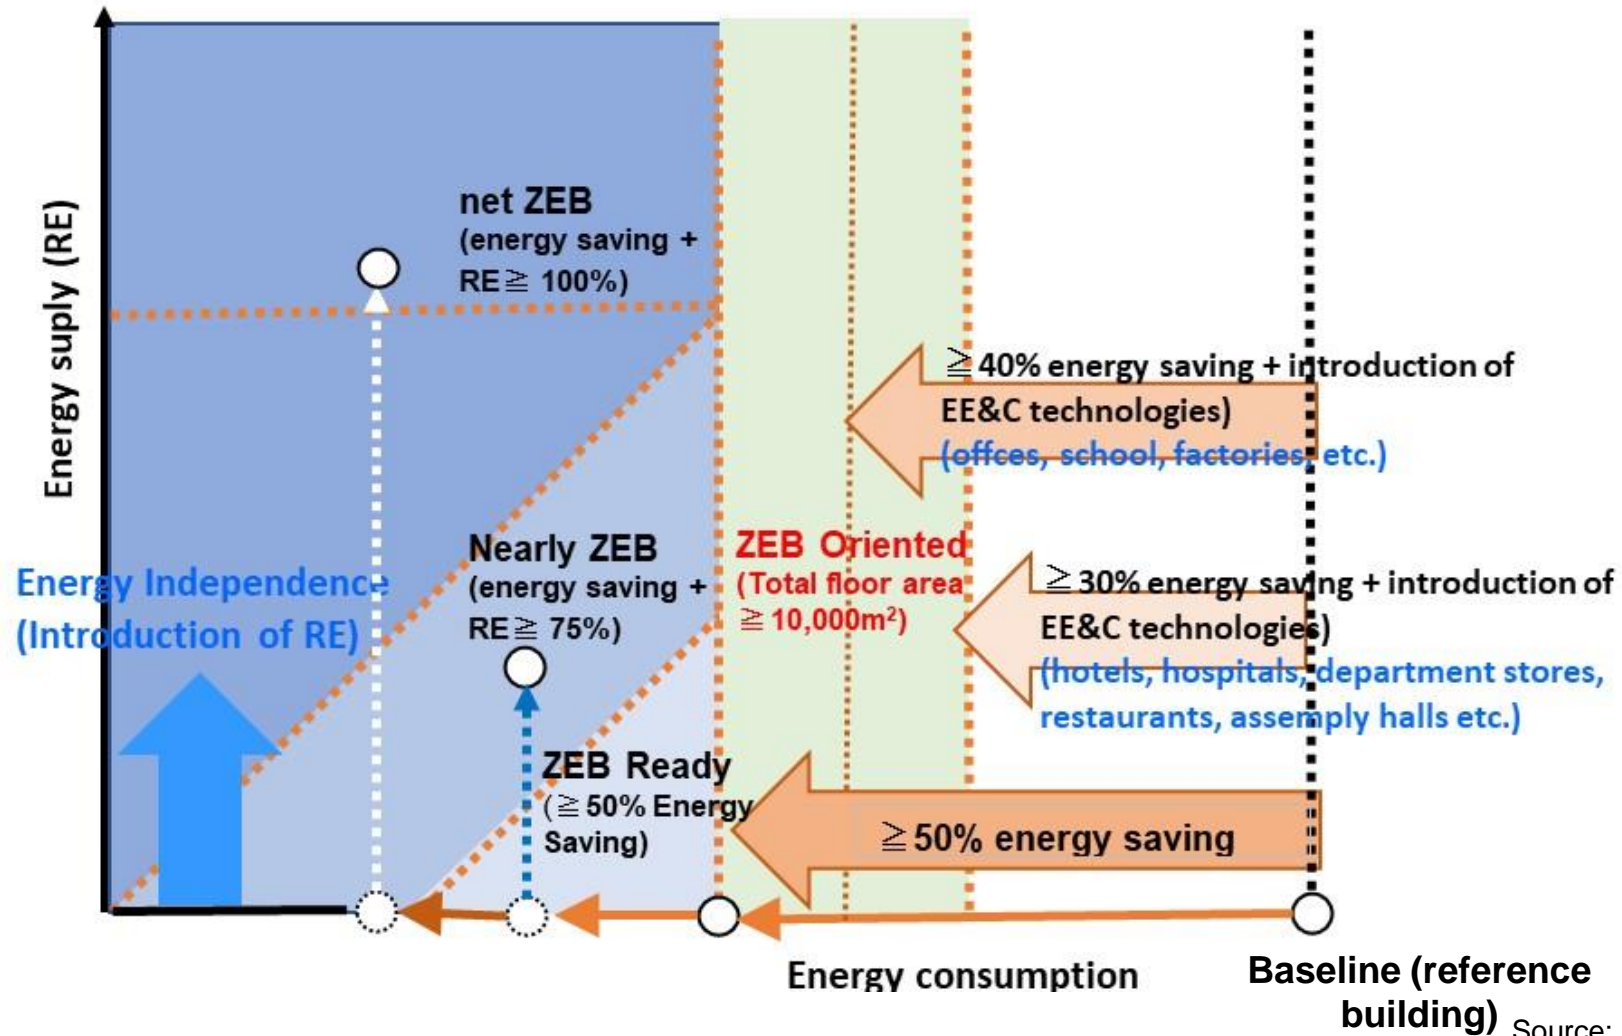 Energy suply (RE)
net ZEB
(energy saving +
RE≧ 100%)
≧40% energy saving + introduction of
EE&C technologies)
(offces, school, factories, etc.)
Nearly ZEB
(energy saving +
RE≧ 75%)
ZEB Oriented
(Total floor area
≧ 10,000m²)
≧30% energy saving + introduction of
EE&C technologies)
(hotels, hospitals, department stores,
restaurants, assemply halls etc.)
Energy Independence
(Introduction of RE)
ZEB Ready
(≧50% Energy
Saving)
≧50% energy saving
Energy consumption
Baseline (reference
building)
Source: